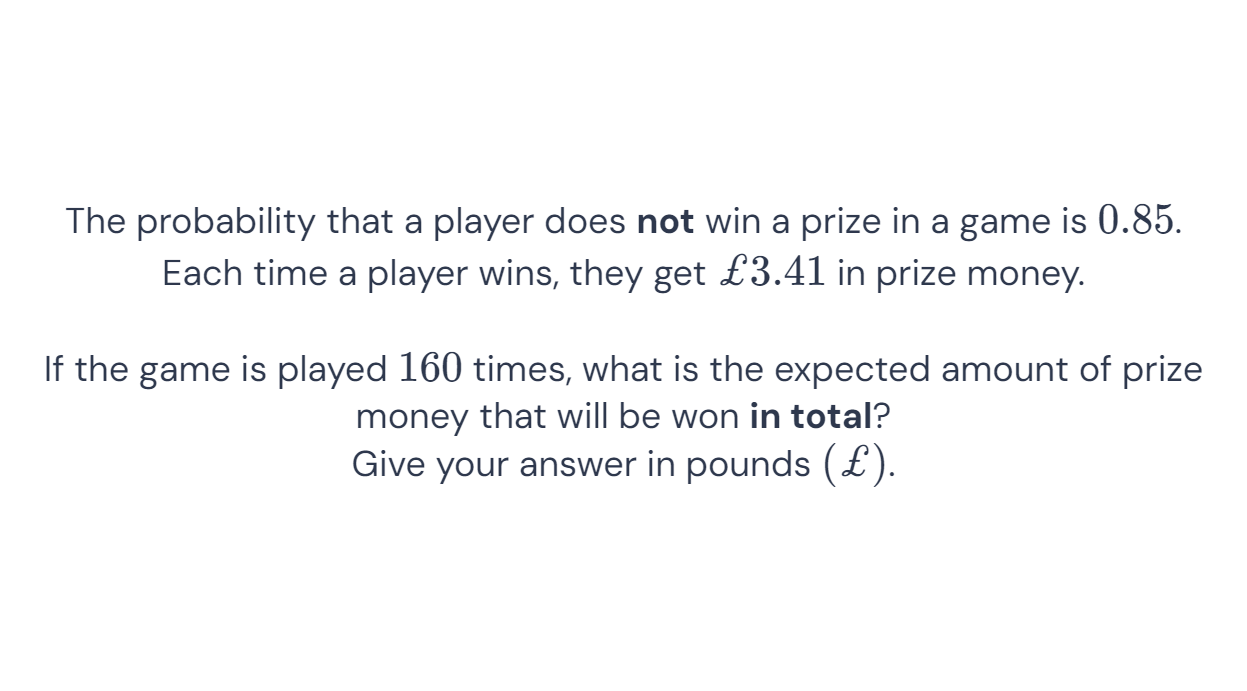 The probability that a player does not win a prize in a game is 0.85.
Each time a player wins, they get £3.41 in prize money.
If the game is played 160 times, what is the expected amount of prize
money that will be won in total?
Give your answer in pounds (£).